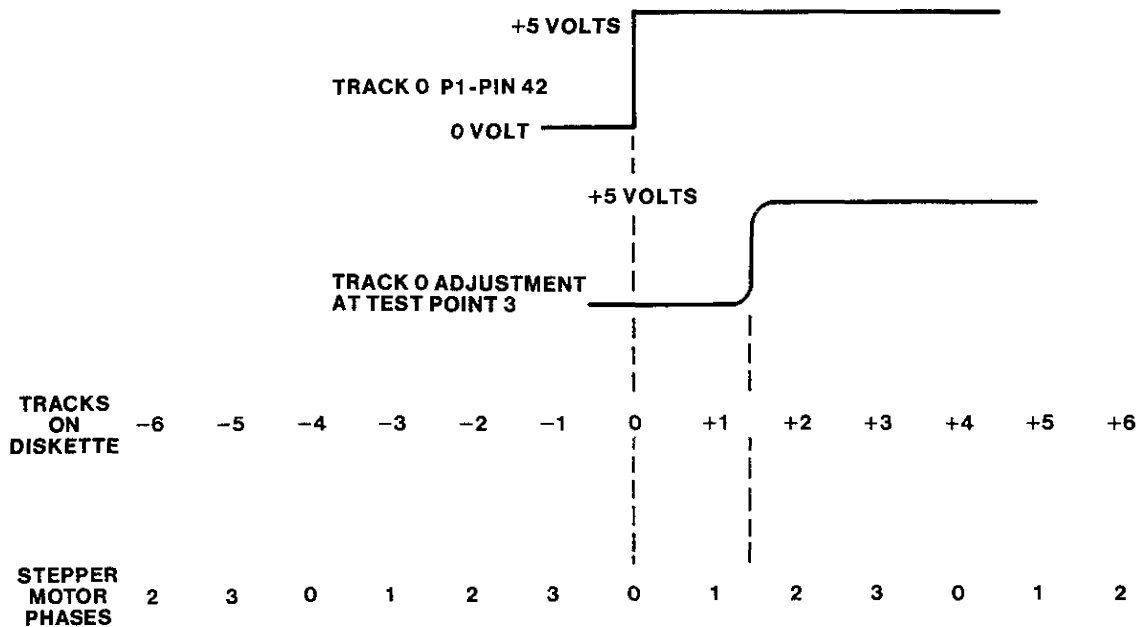 +5 VOLTS
TRACK 0 P1-PIN 42
0 VOLT
+5 VOLTS
TRACK 0 ADJUSTMENT
AT TEST POINT 3
TRACKS
ON
DISKETTE
−6 −5 −4 −3 −2 −1 0 +1 +2 +3 +4 +5 +6
STEPPER
MOTOR
PHASES
2 3 0 1 2 3 0 1 2 3 0 1 2